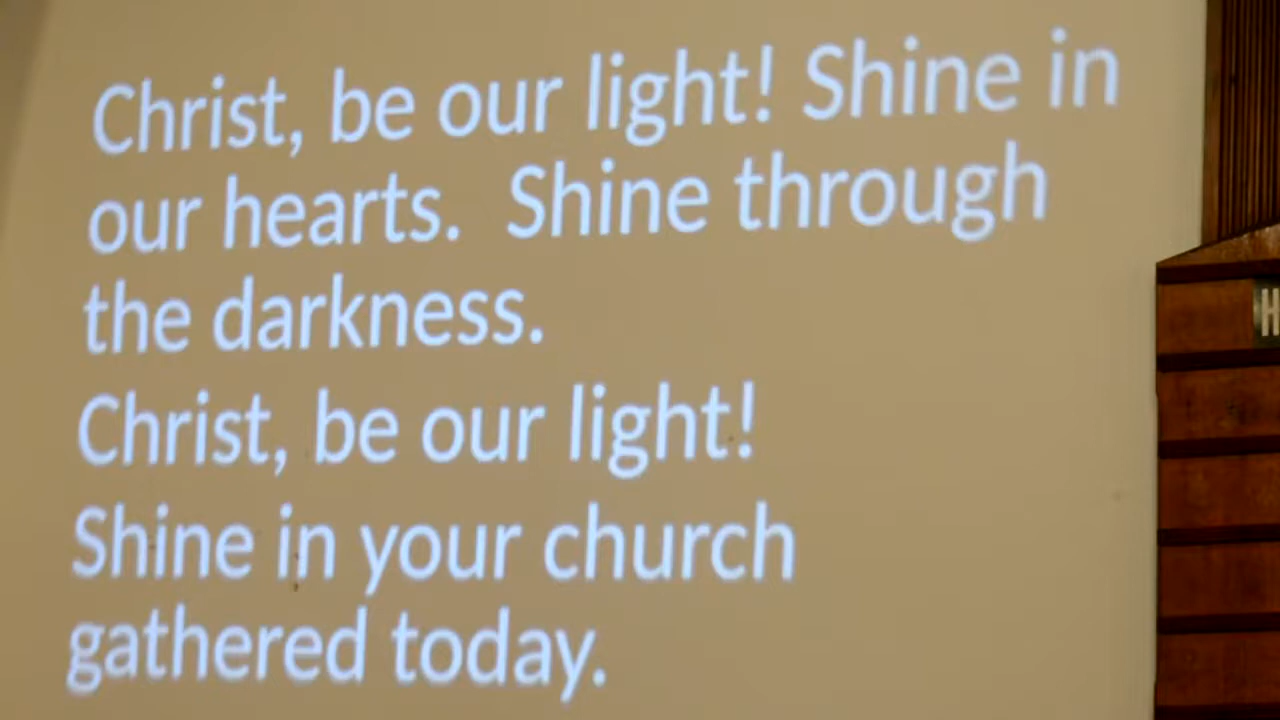 Christ, be our light! Shine in
our hearts.  Shine through
the darkness.
Christ, be our light!
Shine in your church
gathered today.
H